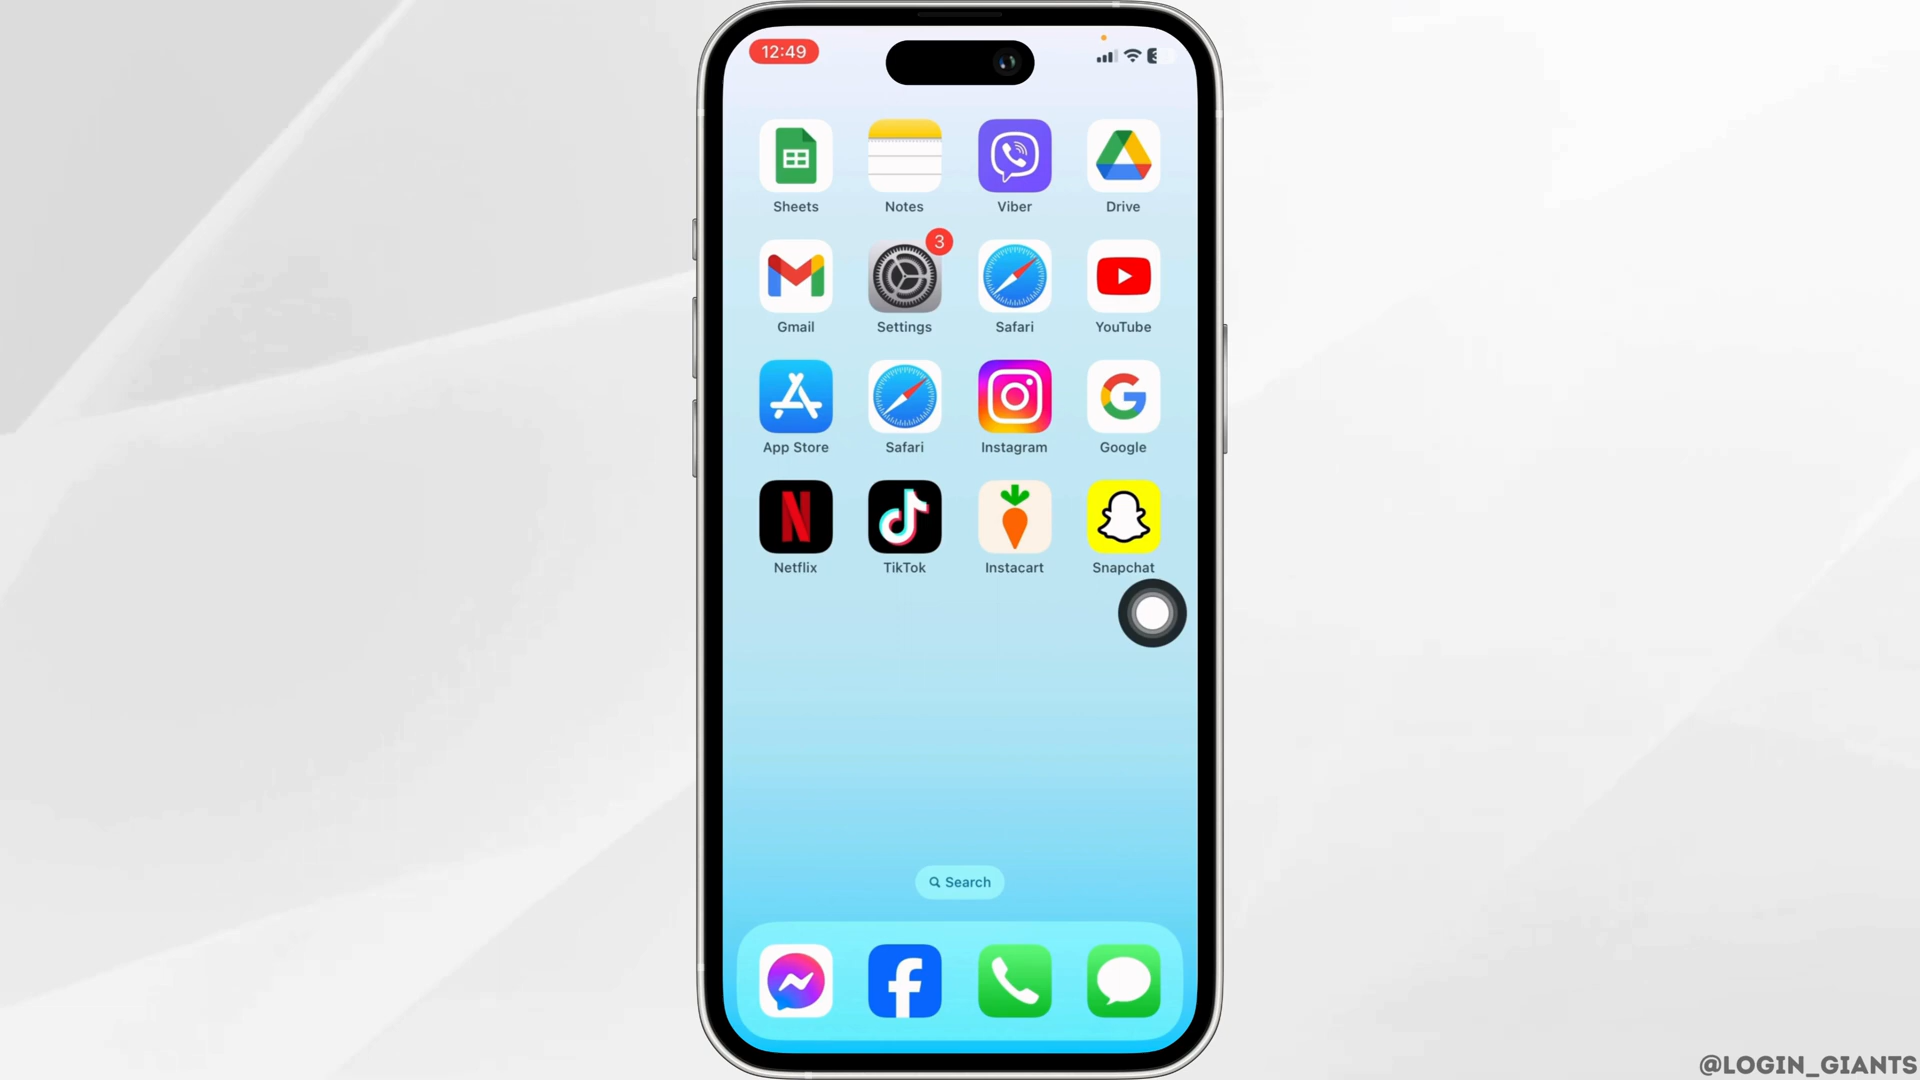 12:49
Sheets Notes Viber Drive
3
Gmail Settings Safari YouTube
App Store Safari Instagram Google
Netflix TikTok Instacart Snapchat
Search
@LOGIN_GIANTS